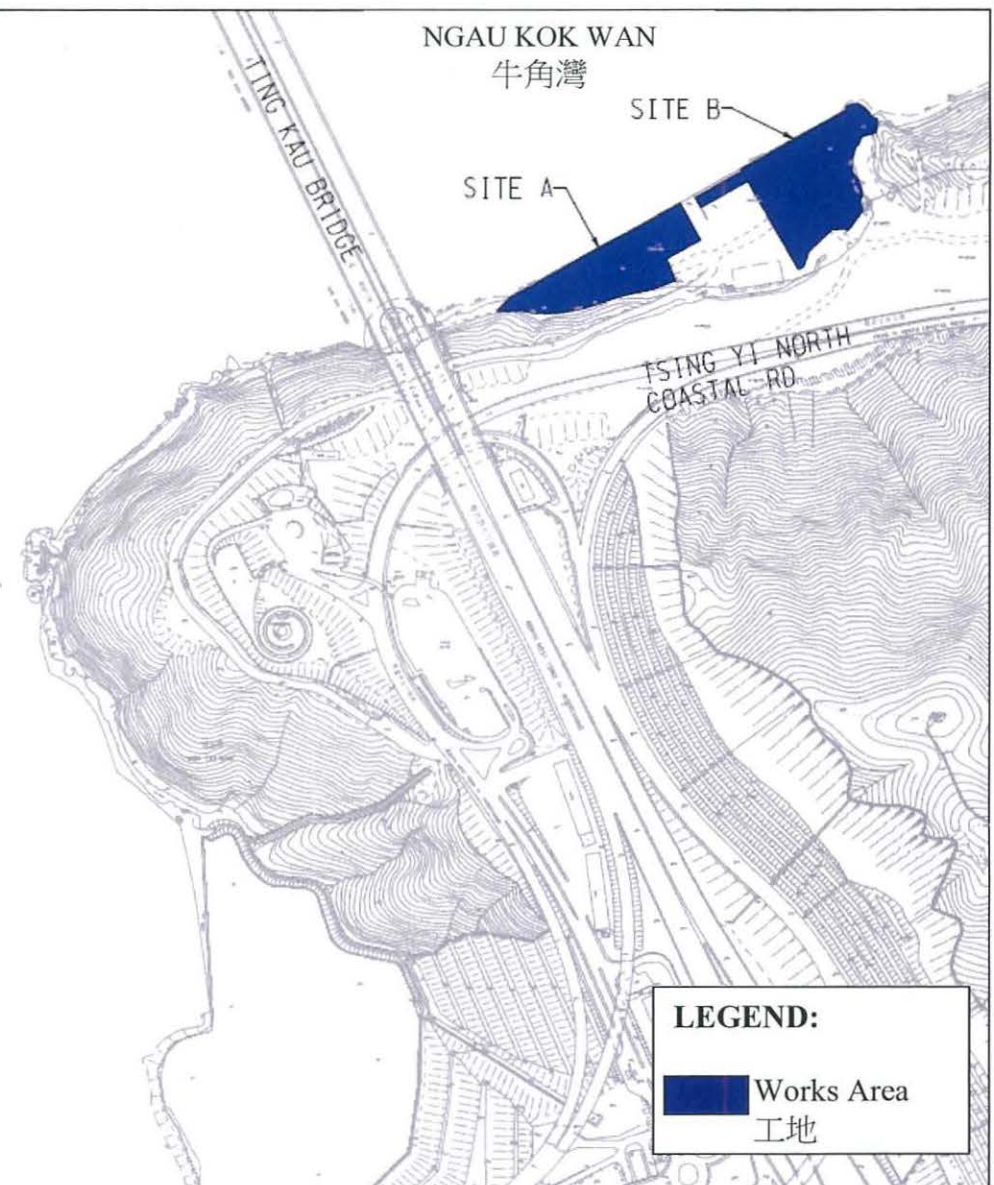 NGAU KOK WAN
牛角灣
TING KAU BRIDGE
SITE B
SITE A
TSING YI NORTH
COASTAL RD
LEGEND:
Works Area
工地